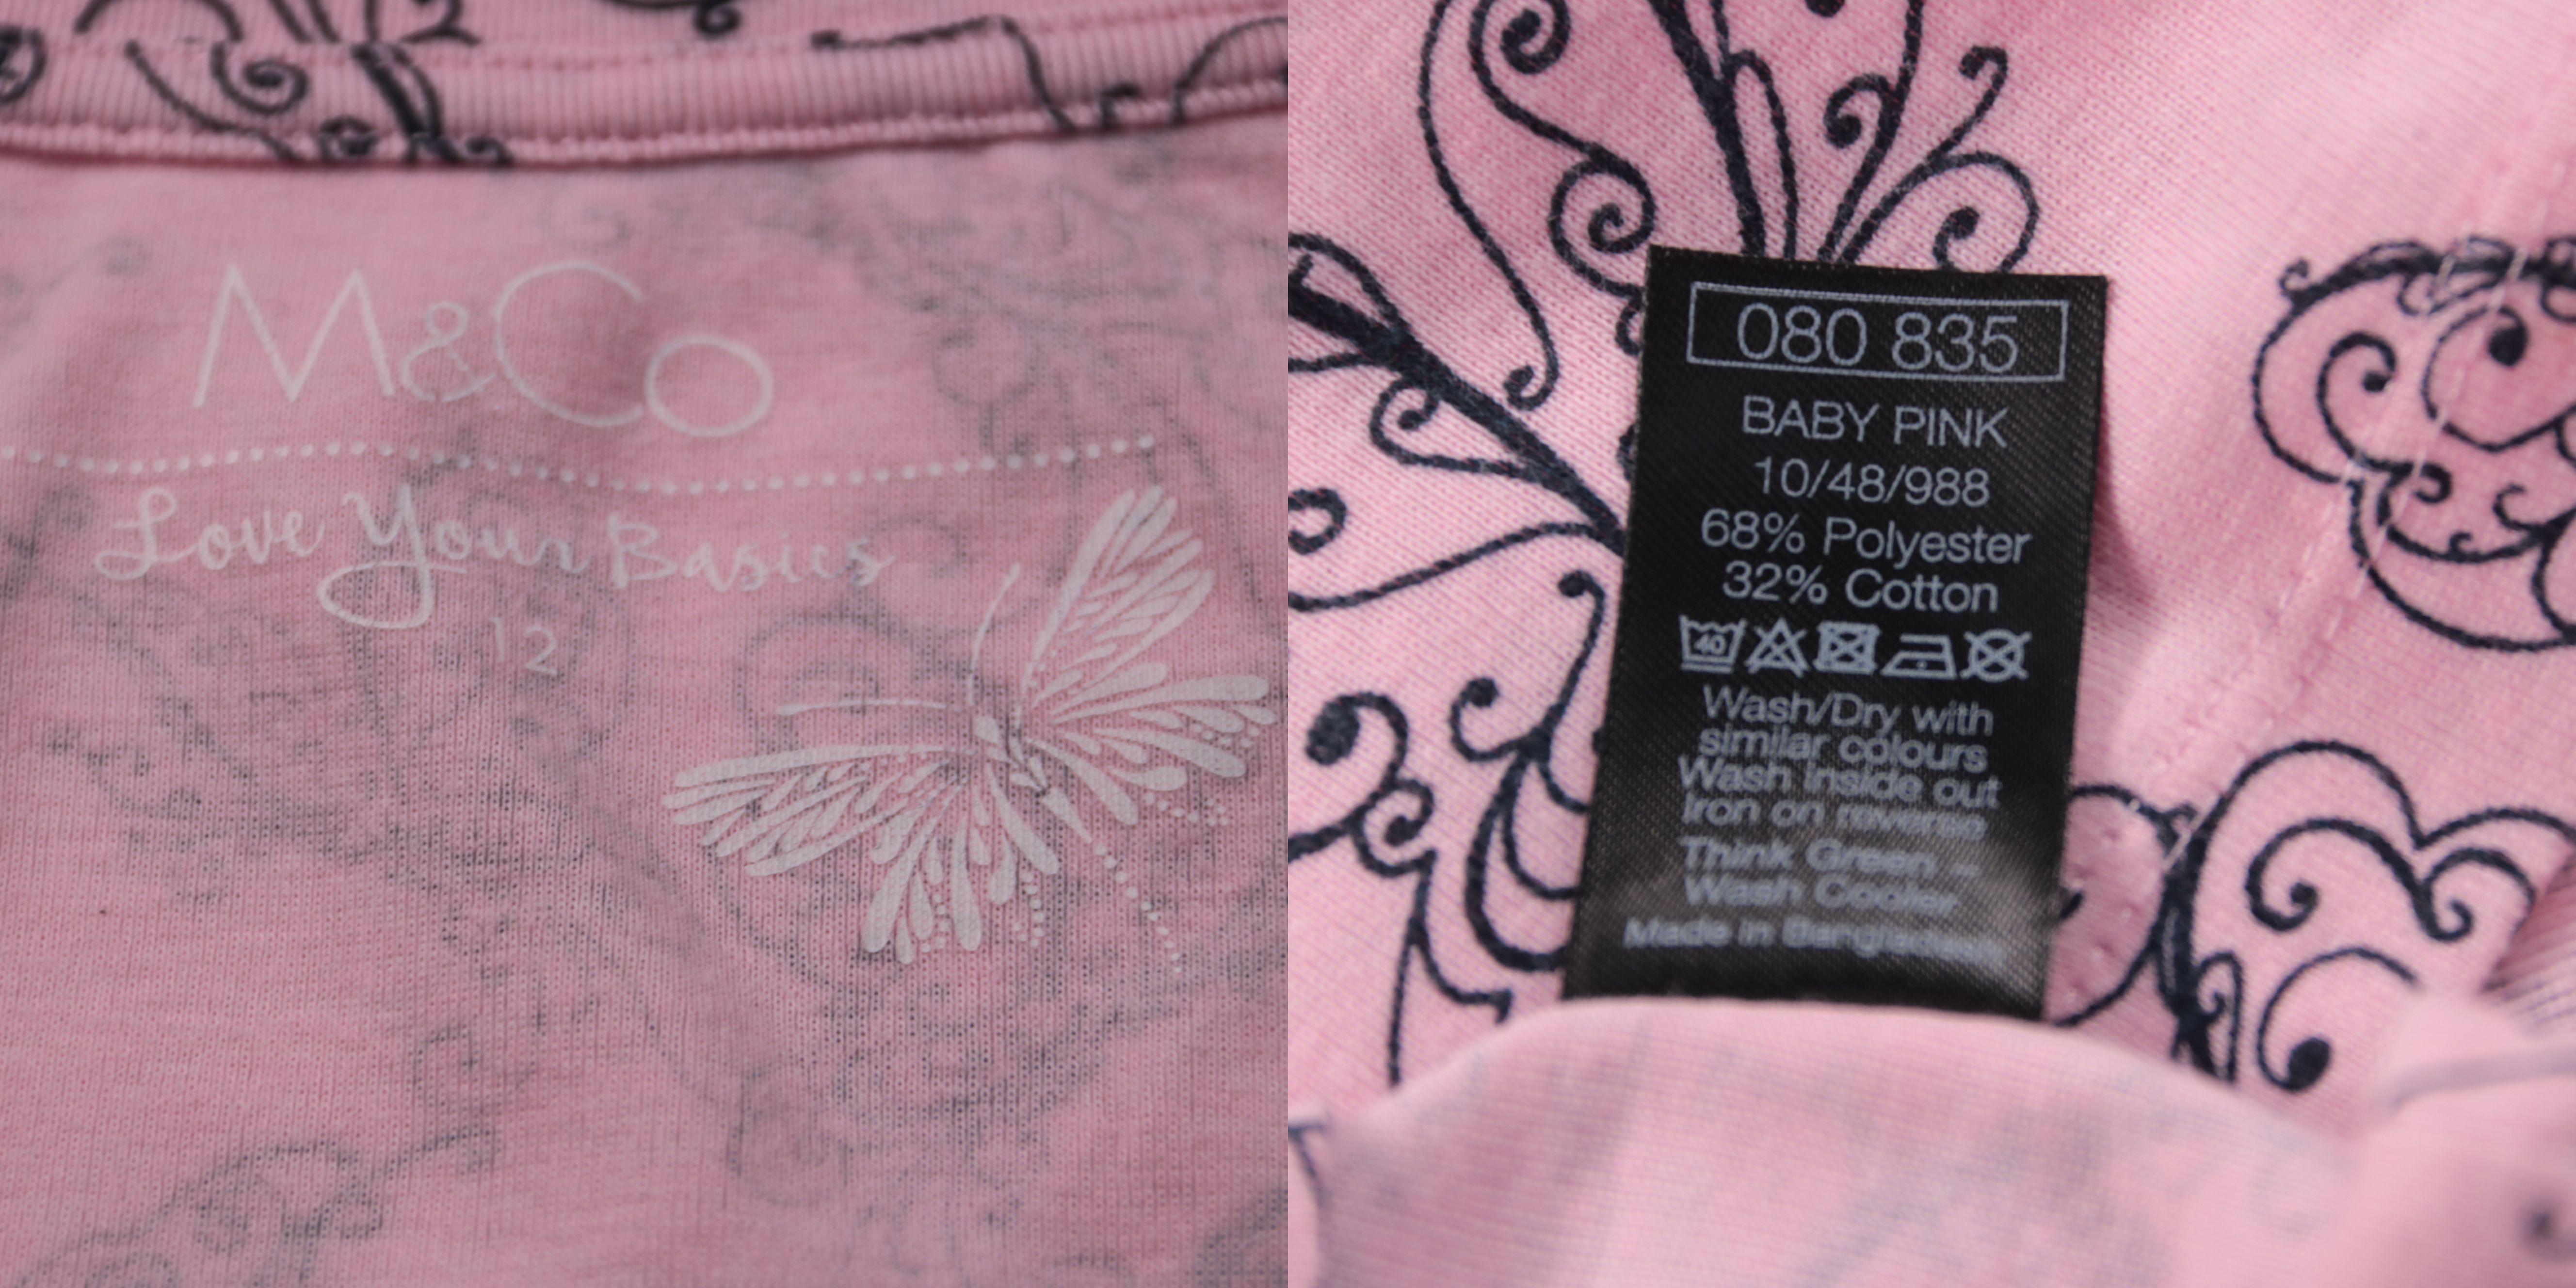 M&Co
Love Your Basics
12
080 835
BABY PINK
10/48/988
68% Polyester
32% Cotton
40
Wash/Dry with
similar colours
Wash inside out
Iron on reverse
Think Green –
Wash Cooler
Made in Bangladesh